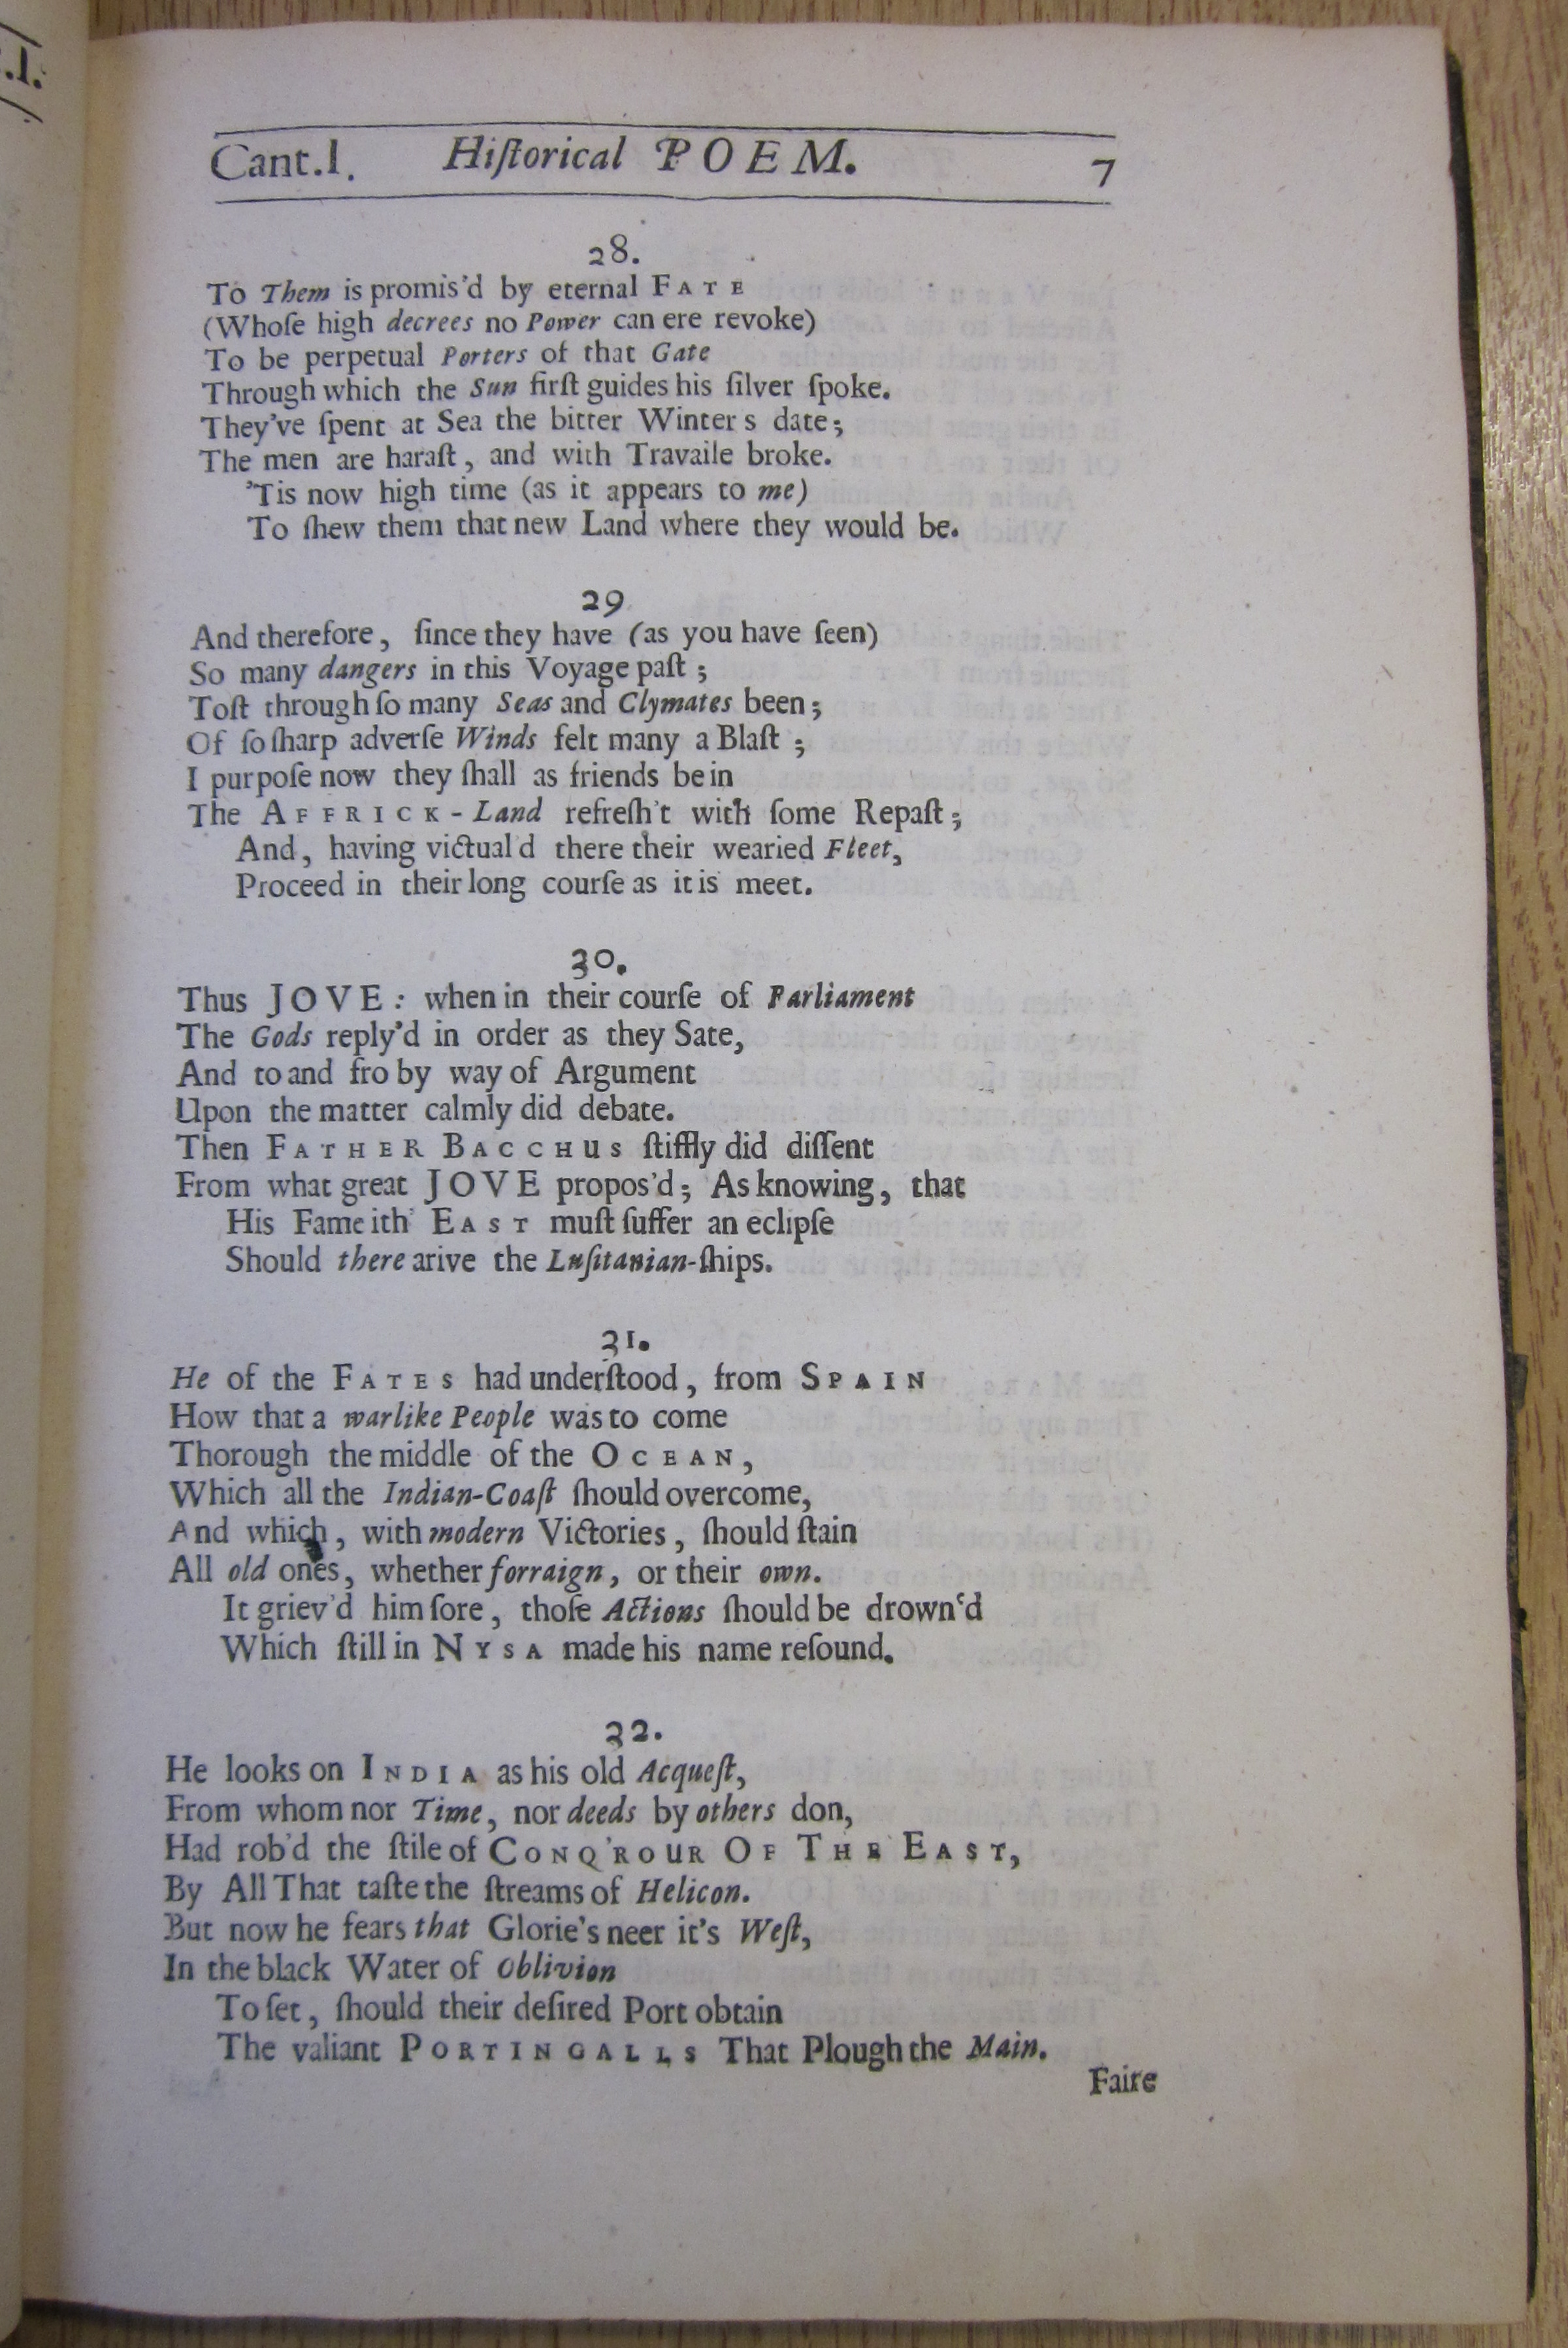 Cant.I. Hiſtorical POEM. 7
28.
To Them is promis'd by eternal FATE
(Whoſe high decrees no Power can ere revoke)
To be perpetual Porters of that Gate
Through which the Sun firſt guides his ſilver ſpoke.
They've ſpent at Sea the bitter Winter s date;
The men are haraſt, and with Travaile broke.
'Tis now high time (as it appears to me)
To ſhew them that new Land where they would be.
29
And therefore, ſince they have (as you have ſeen)
So many dangers in this Voyage paſt;
Toſt through ſo many Seas and Clymates been;
Of ſo ſharp adverſe Winds felt many a Blaſt;
I purpoſe now they ſhall as friends be in
The AFFRICK-Land refreſh't with ſome Repaſt;
And, having victual'd there their wearied Fleet,
Proceed in their long courſe as it is meet.
30.
Thus JOVE: when in their courſe of Parliament
The Gods reply'd in order as they Sate,
And to and fro by way of Argument
Upon the matter calmly did debate.
Then FATHER BACCHUS ſtiffly did diſſent
From what great JOVE propos'd; As knowing, that
His Fame ith' EAST muſt ſuffer an eclipſe
Should there arive the Luſitanian-ſhips.
31.
He of the FATES had underſtood, from SPAIN
How that a warlike People was to come
Thorough the middle of the OCEAN,
Which all the Indian-Coaſt ſhould overcome,
And which, with modern Victories, ſhould ſtain
All old ones, whether forraign, or their own.
It griev'd him ſore, thoſe Actions ſhould be drown'd
Which ſtill in NYSA made his name reſound.
32.
He looks on INDIA as his old Acqueſt,
From whom nor Time, nor deeds by others don,
Had rob'd the ſtile of CONQ'ROUR OF THE EAST,
By All That taſte the ſtreams of Helicon.
But now he fears that Glorie's neer it's Weſt,
In the black Water of Oblivion
To ſet, ſhould their deſired Port obtain
The valiant PORTINGALLS That Plough the Main.
Faire